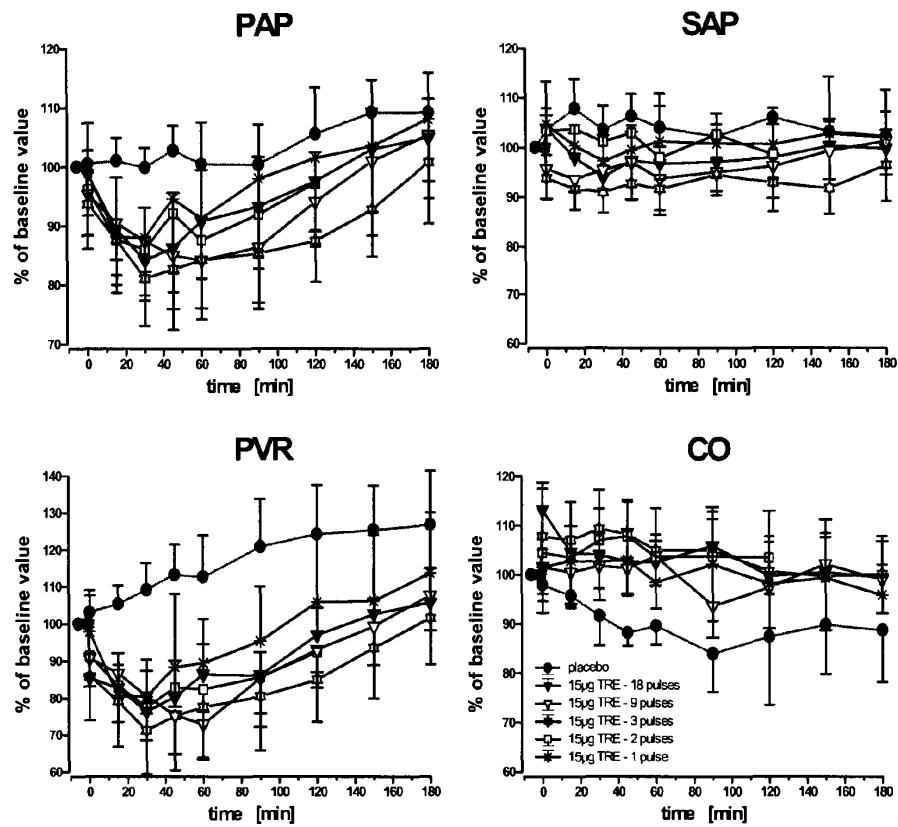 PAP
% of baseline value
120
110
100
90
80
70
0 20 40 60 80 100 120 140 160 180
time [min]
SAP
% of baseline value
120
110
100
90
80
70
60
0 20 40 60 80 100 120 140 160 180
time [min]
PVR
% of baseline value
140
130
120
110
100
90
80
70
60
0 20 40 60 80 100 120 140 160 180
time [min]
CO
% of baseline value
120
110
100
90
80
70
60
placebo
15µg TRE - 18 pulses
15µg TRE - 9 pulses
15µg TRE - 3 pulses
15µg TRE - 2 pulses
15µg TRE - 1 pulse
0 20 40 60 80 100 120 140 160 180
time [min]